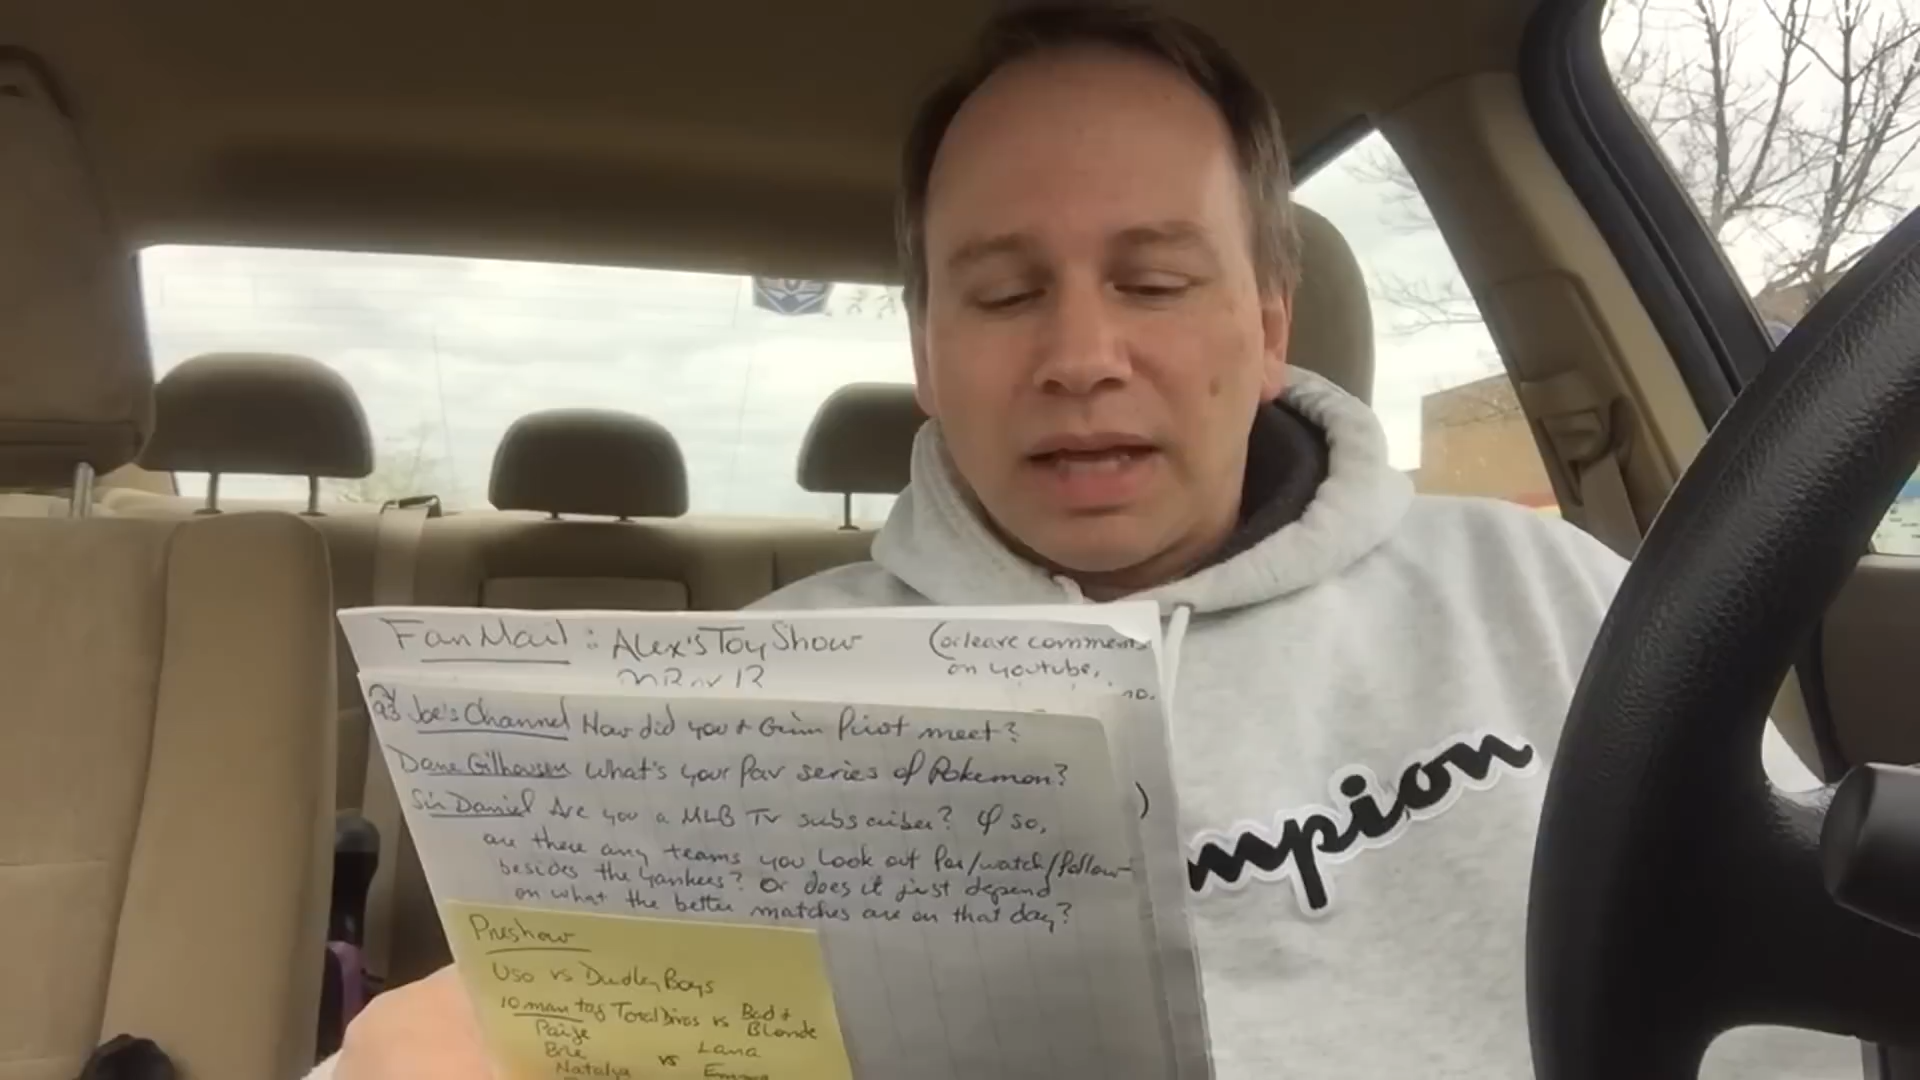 Fan Mail : Alex's Toy Show (or leave comments
on youtube,
Joe's Channel How did you & Grim Pivot meet?
Dane Gilhousen What's your fav series of Pokemon?
Sir Daniel Are you a MLB TV subscriber? If so,
are there any teams you look out for/watch/follow
besides the Yankees? Or does it just depend
on what the better matches are on that day?
Preshow
Uso vs Dudley Boys
10 man tag Total Divas vs Bad &
Blonde
Paige
Lana
Brie
vs
Natalya Emma
mpion